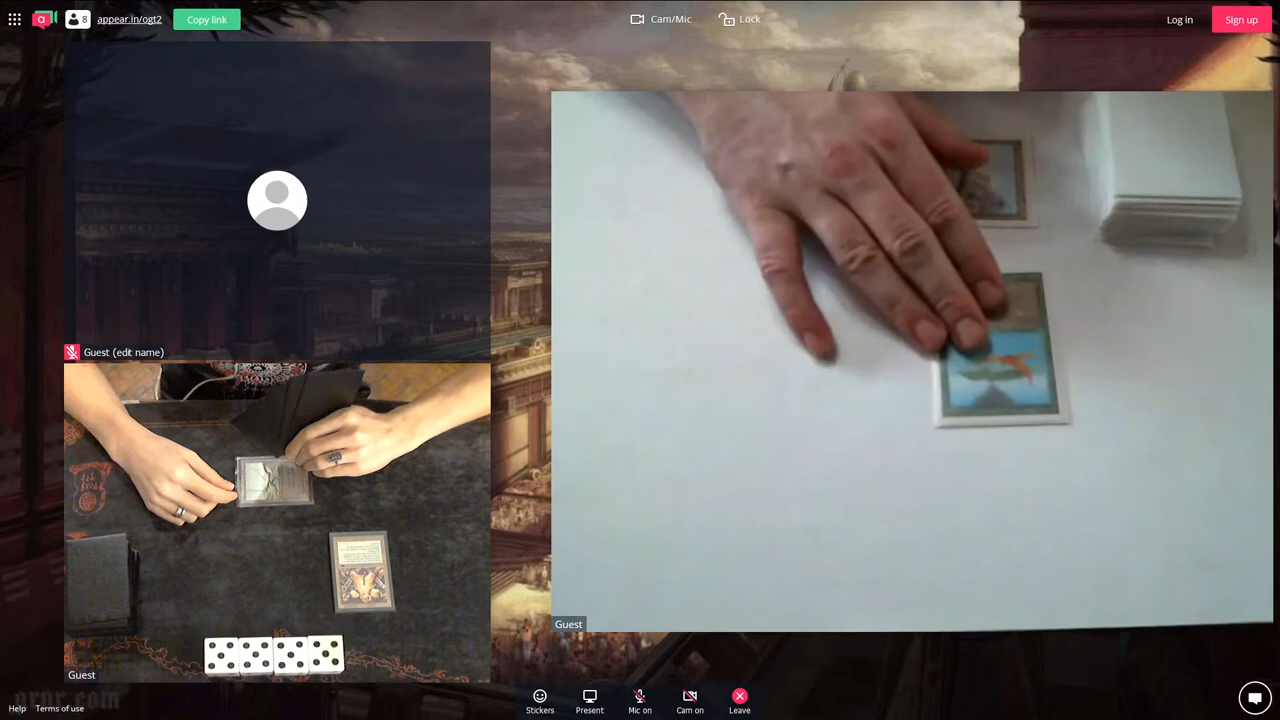 8
appear.in/ogt2
Copy link
Cam/Mic
Lock
Log in
Sign up
Guest (edit name)
Guest
Guest
Stickers
Present
Mic on
Cam on
Leave
Help
Terms of use